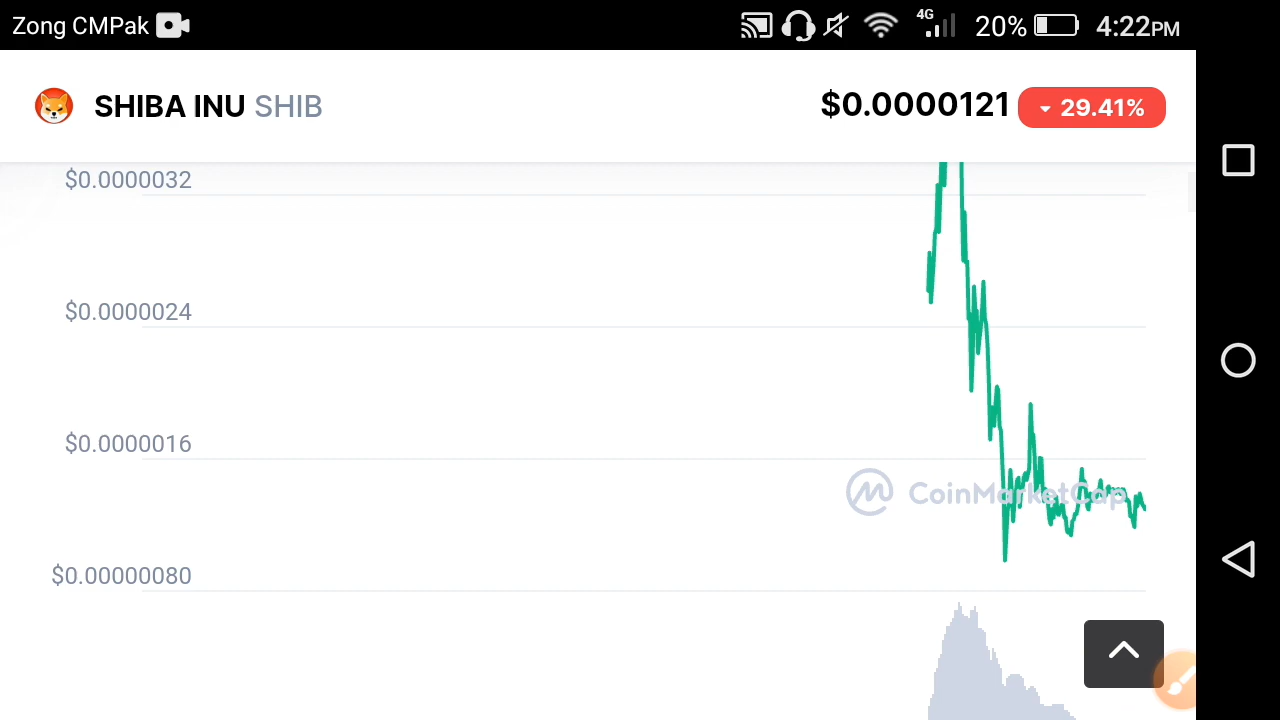 Zong CMPak 4G 20% 4:22PM
SHIBA INU SHIB $0.0000121 29.41%
$0.0000032
$0.0000024
$0.0000016
CoinMarketCap
$0.00000080